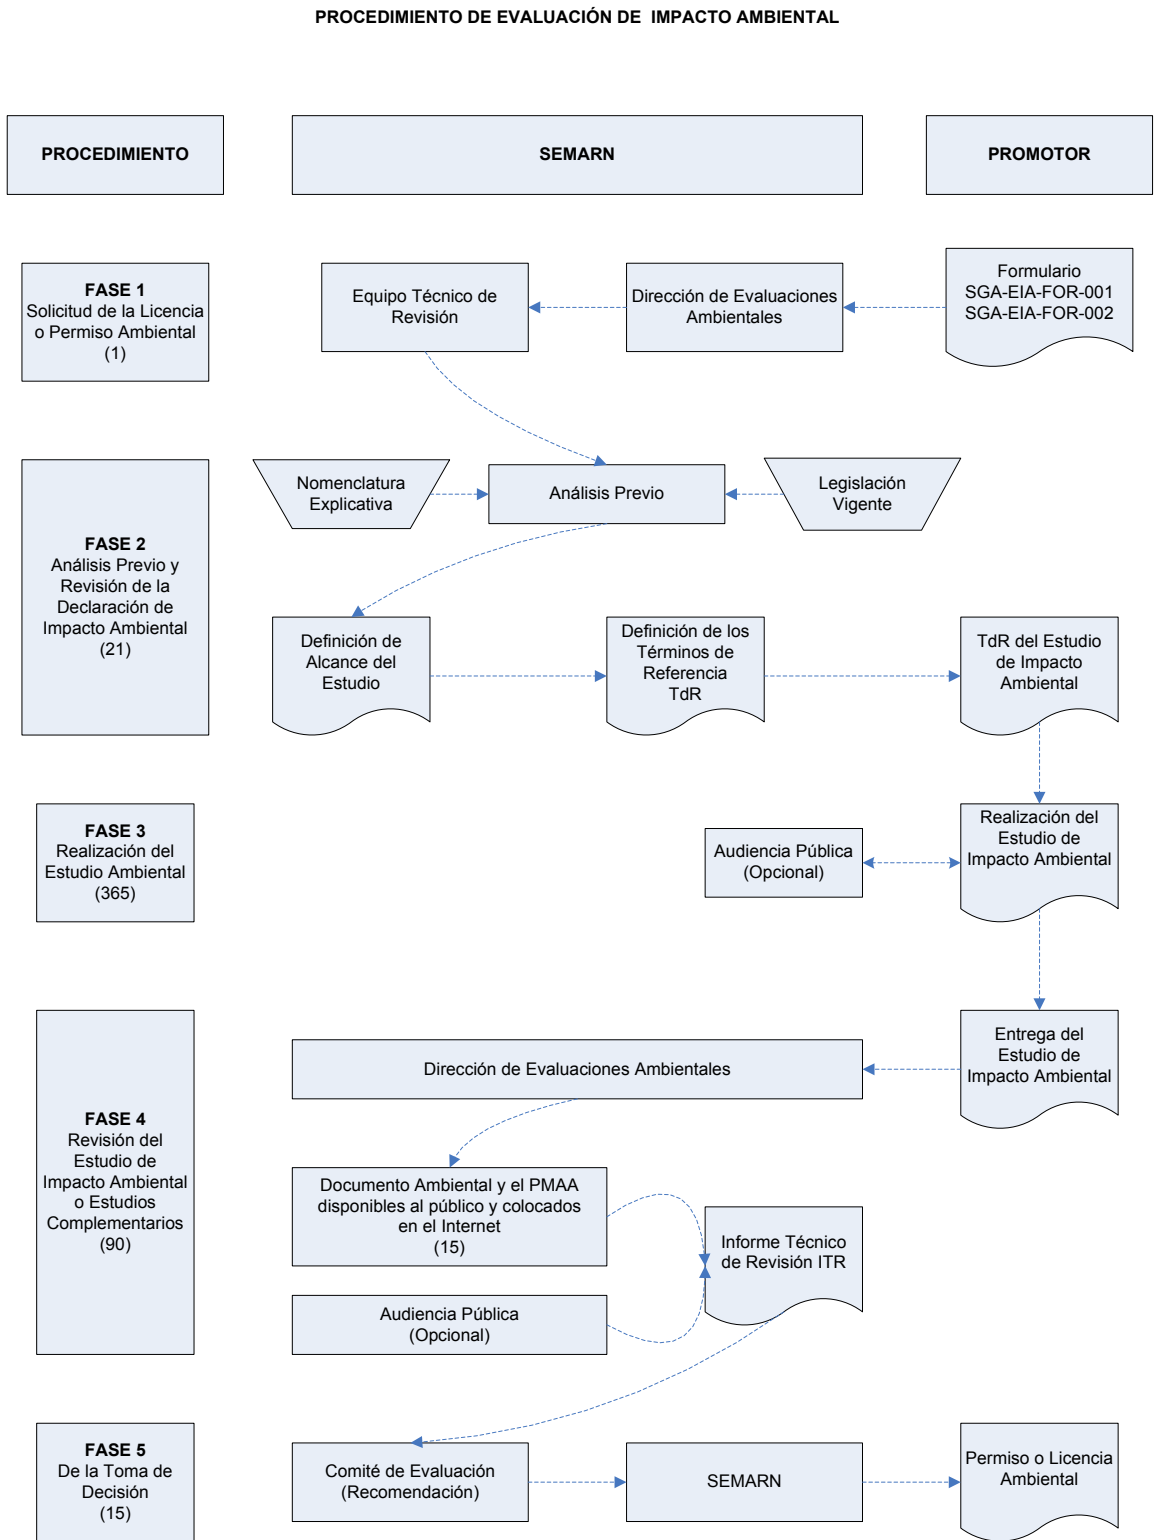 PROCEDIMIENTO DE EVALUACIÓN DE IMPACTO AMBIENTAL
PROCEDIMIENTO
SEMARN
PROMOTOR
FASE 1
Solicitud de la Licencia
o Permiso Ambiental
(1)
Equipo Técnico de
Revisión
Dirección de Evaluaciones
Ambientales
Formulario
SGA-EIA-FOR-001
SGA-EIA-FOR-002
FASE 2
Análisis Previo y
Revisión de la
Declaración de
Impacto Ambiental
(21)
Nomenclatura
Explicativa
Análisis Previo
Legislación
Vigente
Definición de
Alcance del
Estudio
Definición de los
Términos de
Referencia
TdR
TdR del Estudio
de Impacto
Ambiental
FASE 3
Realización del
Estudio Ambiental
(365)
Audiencia Pública
(Opcional)
Realización del
Estudio de
Impacto Ambiental
FASE 4
Revisión del
Estudio de
Impacto Ambiental
o Estudios
Complementarios
(90)
Dirección de Evaluaciones Ambientales
Entrega del
Estudio de
Impacto Ambiental
Documento Ambiental y el PMAA
disponibles al público y colocados
en el Internet
(15)
Informe Técnico
de Revisión ITR
Audiencia Pública
(Opcional)
FASE 5
De la Toma de
Decisión
(15)
Comité de Evaluación
(Recomendación)
SEMARN
Permiso o Licencia
Ambiental